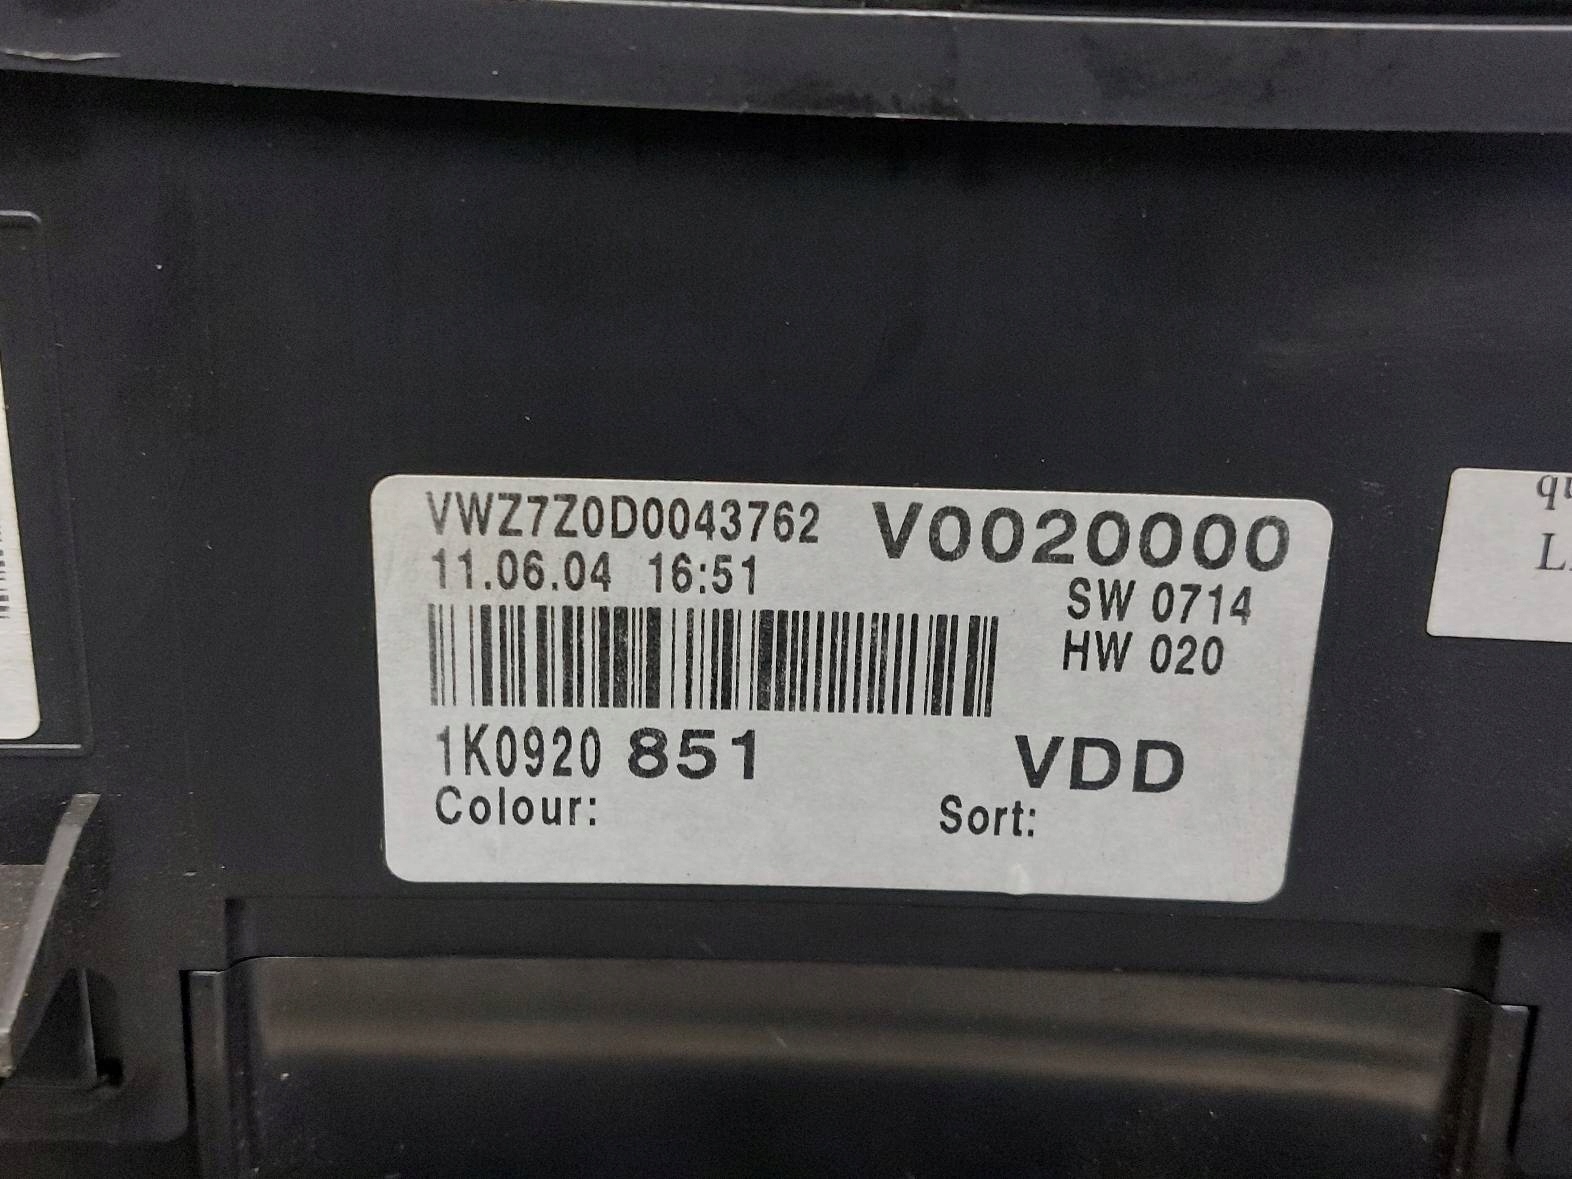 VWZ7Z0D0043762 V0020000
11.06.04 16:51
SW 0714
HW 020
1K0920 851 VDD
Colour: Sort: